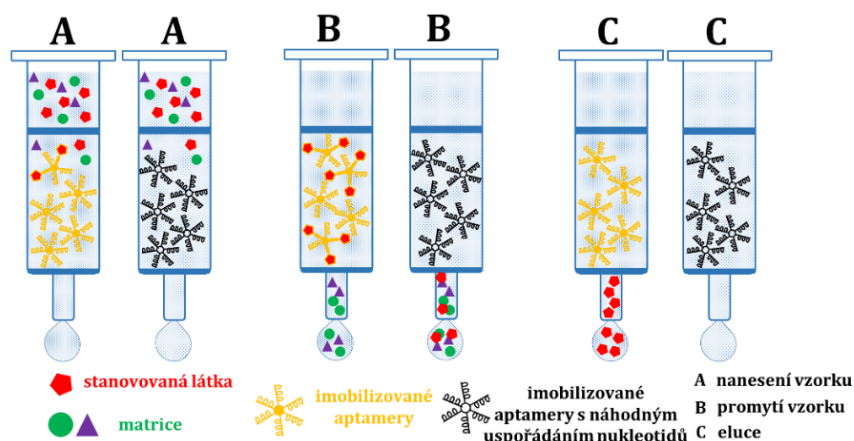 A A B B C C
stanovovaná látka
matrice
imobilizované
aptamery
imobilizované
aptamery s náhodným
uspořádáním nukleotidů
A nanesení vzorku
B promytí vzorku
C eluce